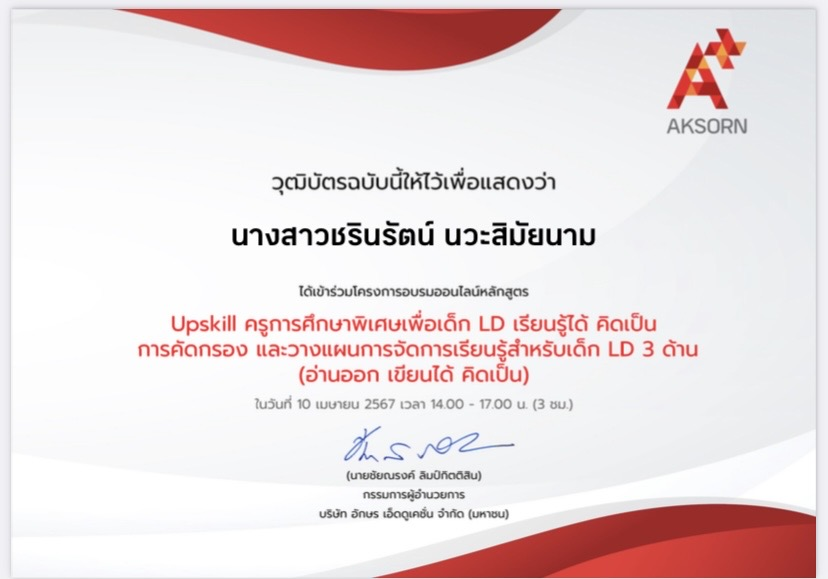 AKSORN
วุฒิบัตรฉบับนี้ให้ไว้เพื่อแสดงว่า
นางสาวชรินรัตน์ นวะสิมัยนาม
ได้เข้าร่วมโครงการอบรมออนไลน์หลักสูตร
Upskill ครูการศึกษาพิเศษเพื่อเด็ก LD เรียนรู้ได้ คิดเป็น
การคัดกรอง และวางแผนการจัดการเรียนรู้สำหรับเด็ก LD 3 ด้าน
(อ่านออก เขียนได้ คิดเป็น)
ในวันที่ 10 เมษายน 2567 เวลา 14.00 - 17.00 น. (3 ชม.)
(นายชัยณรงค์ ลิมป์กิตติสิน)
กรรมการผู้อำนวยการ
บริษัท อักษร เอ็ดดูเคชั่น จำกัด (มหาชน)